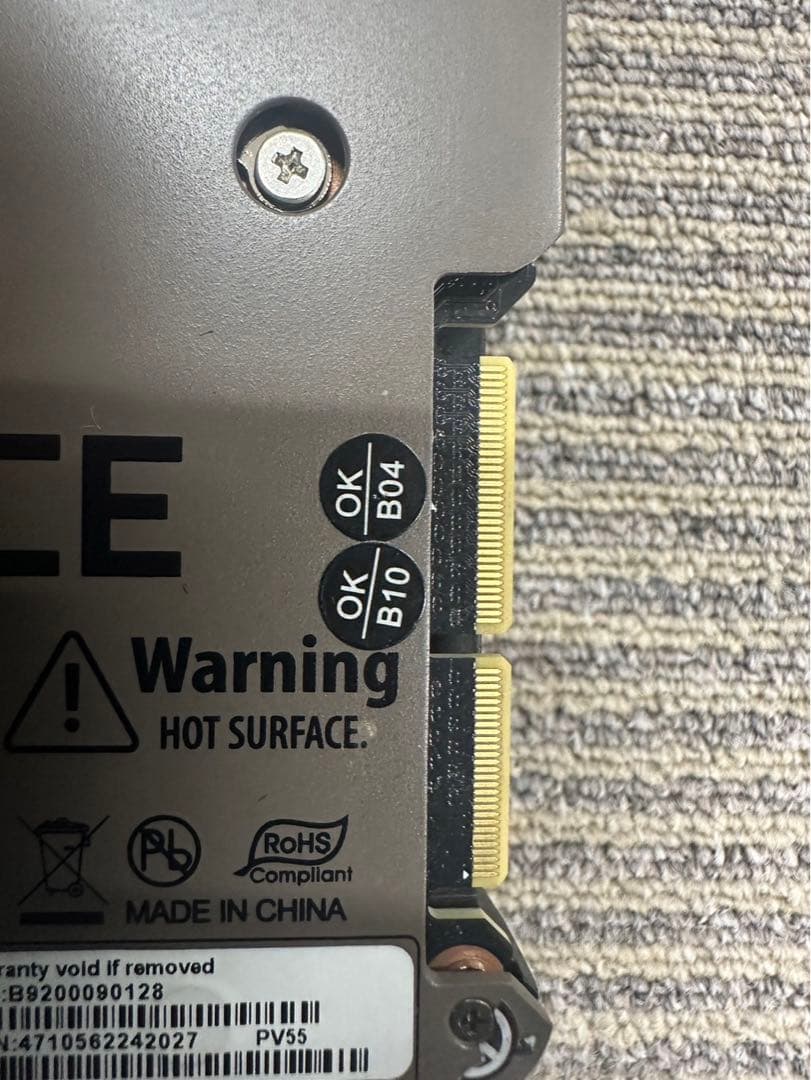 CE
OK
B04
OK
B10
Warning
HOT SURFACE.
Pb
RoHS
Compliant
MADE IN CHINA
ranty void if removed
:B9200090128
N:4710562242027 PV55